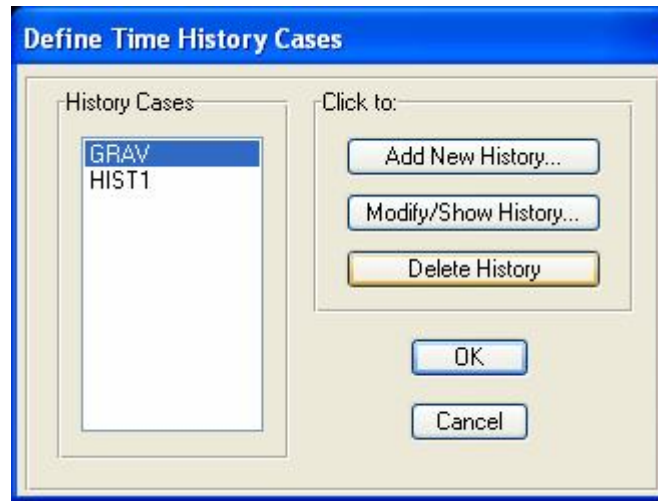 Define Time History Cases
History Cases
GRAV
HIST1
Click to:
Add New History...
Modify/Show History...
Delete History
OK
Cancel